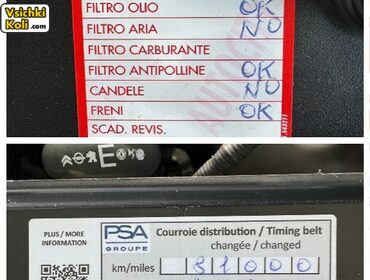 Vsichki
Koli.com
FILTRO OLIO OK
FILTRO ARIA NO
FILTRO CARBURANTE -
FILTRO ANTIPOLLINE OK
CANDELE NO
FRENI OK
SCAD. REVIS.
E
PLUS / MORE
INFORMATION
PSA
GROUPE
Courroie distribution / Timing belt
changée / changed
km/miles 81000